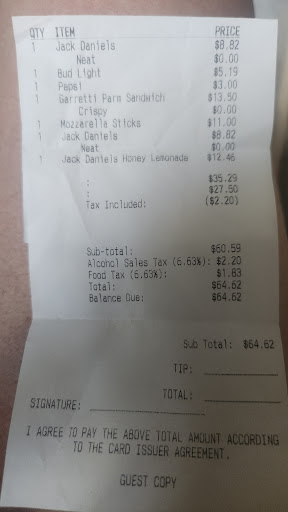 QTY ITEM PRICE
1 Jack Daniels $8.82
Neat $0.00
1 Bud Light $5.19
1 Pepsi $3.00
1 Garretti Parm Sandwich $13.50
Crispy $0.00
1 Mozzarella Sticks $11.00
1 Jack Daniels $8.82
Neat $0.00
1 Jack Daniels Honey Lemonade $12.46
: $35.29
: $27.50
Tax Included: ($2.20)
Sub-total: $60.59
Alcohol Sales Tax (6.63%): $2.20
Food Tax (6.63%): $1.83
Total: $64.62
Balance Due: $64.62
Sub Total: $64.62
TIP:
TOTAL:
SIGNATURE:
I AGREE TO PAY THE ABOVE TOTAL AMOUNT ACCORDING
TO THE CARD ISSUER AGREEMENT.
GUEST COPY